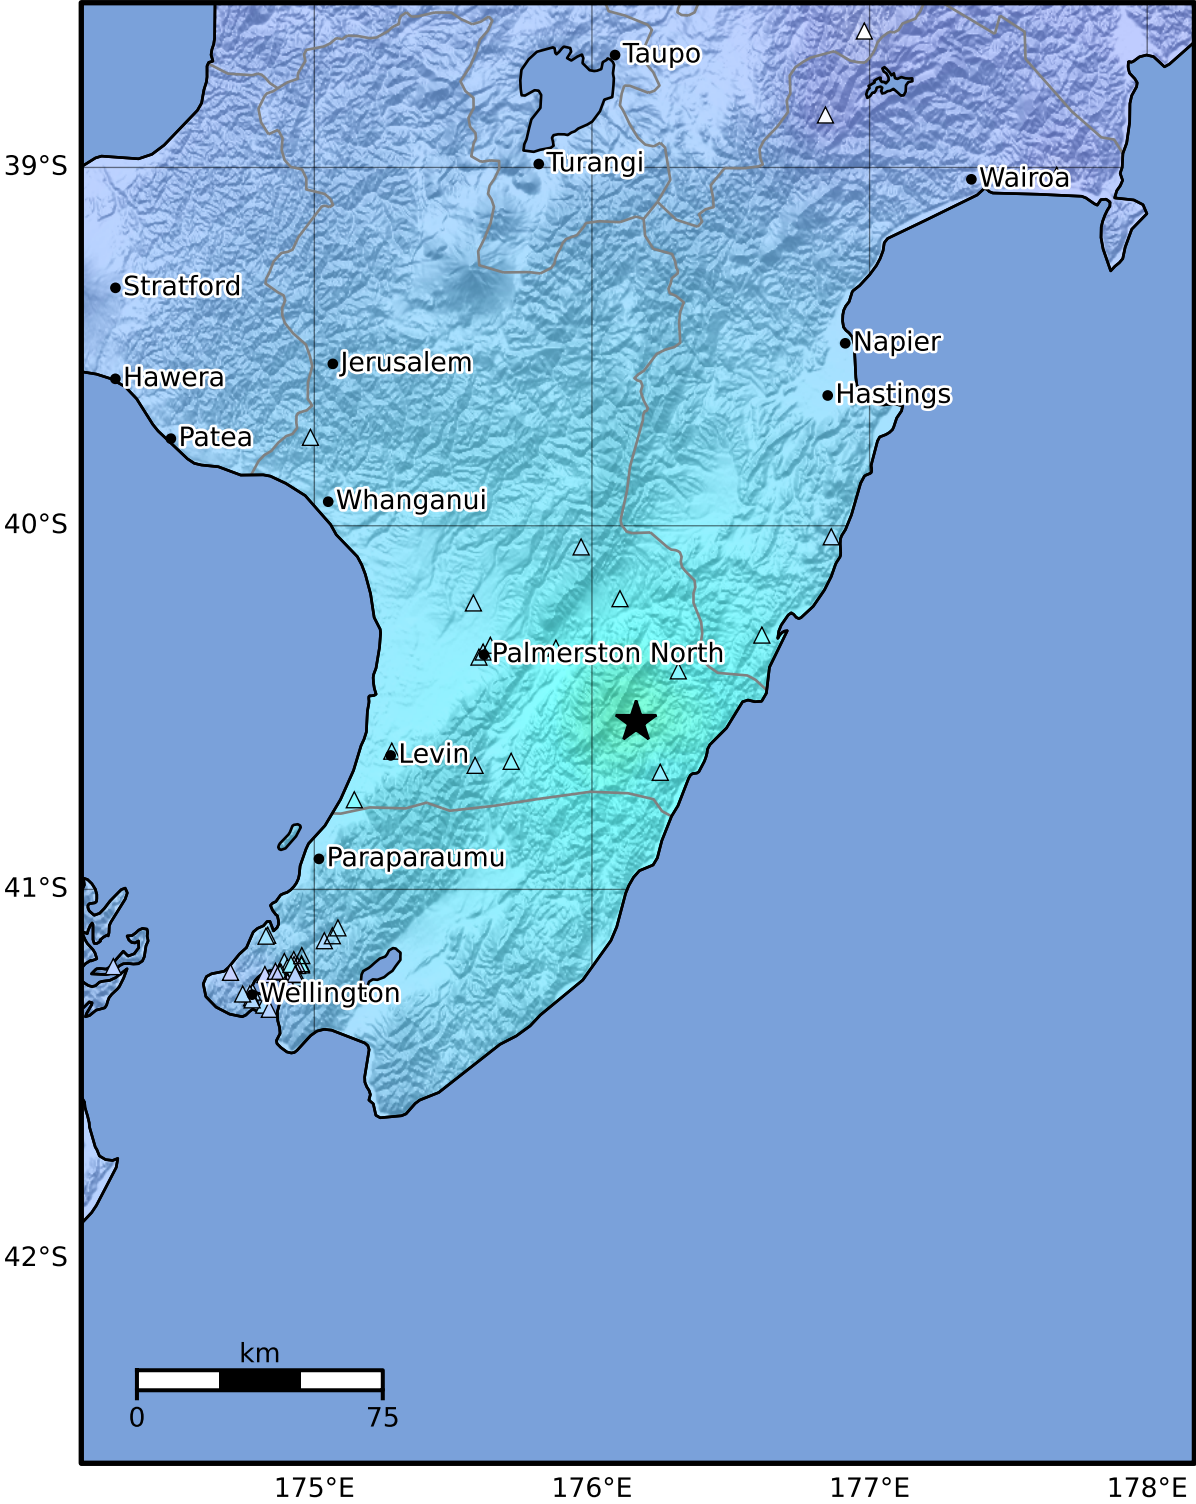 Taupo
Turangi
39°S
Wairoa
Stratford
Napier
Jerusalem
Hawera
Hastings
Patea
Whanganui
40°S
Palmerston North
Levin
Paraparaumu
41°S
Wellington
42°S
km
0 75
175°E 176°E 177°E 178°E